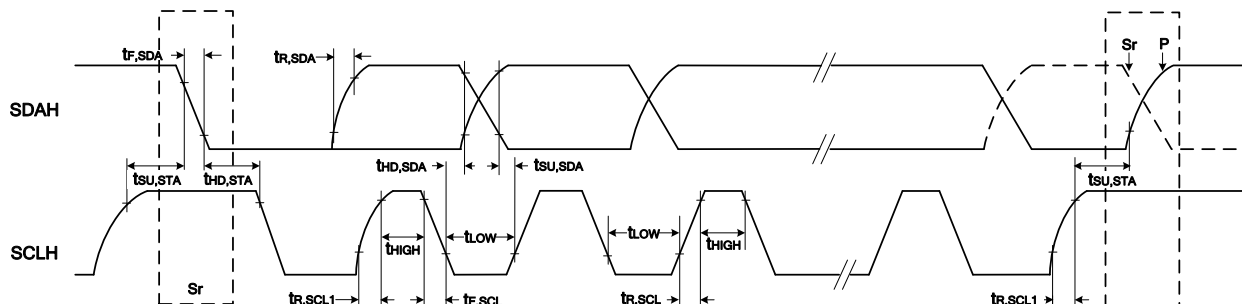 Sr P
tF,SDA
tR,SDA
SDAH
tHD,SDA tSU,SDA
tSU,STA tHD,STA tSU,STA
tHIGH tLOW tLOW tHIGH
SCLH
Sr
tR,SCL1 tF,SCL tR,SCL tR,SCL1